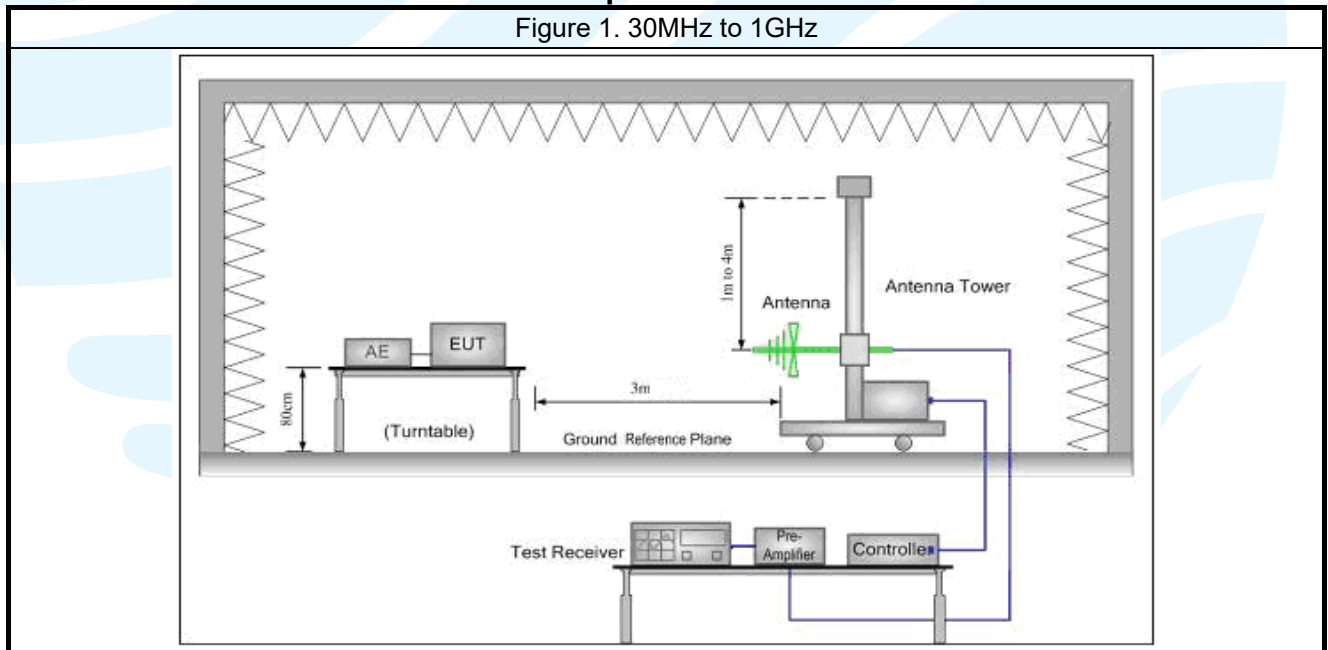 Figure 1. 30MHz to 1GHz
1m to 4m
Antenna
Antenna Tower
AE
EUT
80cm
(Turntable)
3m
Ground Reference Plane
Test Receiver
Pre-
Amplifier
Controlle